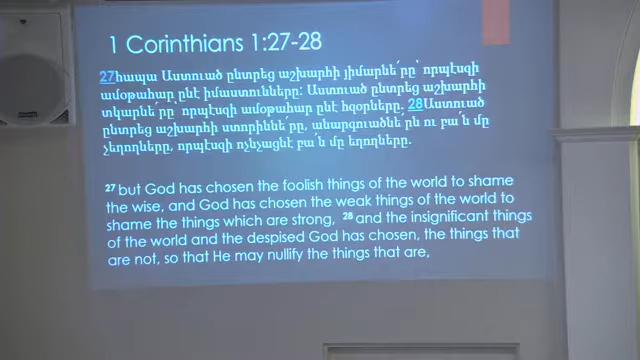 1 Corinthians 1:27-28
27հապա Աստուած ընտրեց աշխարհի յիմարնե՛րը՝ որպէսզի
ամօթահար ընէ իմաստունները: Աստուած ընտրեց աշխարհի
տկարնե՛րը՝ որպէսզի ամօթահար ընէ հզօրները. 28Աստուած
ընտրեց աշխարհի ստորիննե՛րը, անարգուածնե՛րն ու բա՛ն մը
չեղողները, որպէսզի ոչնչացնէ բա՛ն մը եղողները.
27 but God has chosen the foolish things of the world to shame
the wise, and God has chosen the weak things of the world to
shame the things which are strong, 28 and the insignificant things
of the world and the despised God has chosen, the things that
are not, so that He may nullify the things that are,